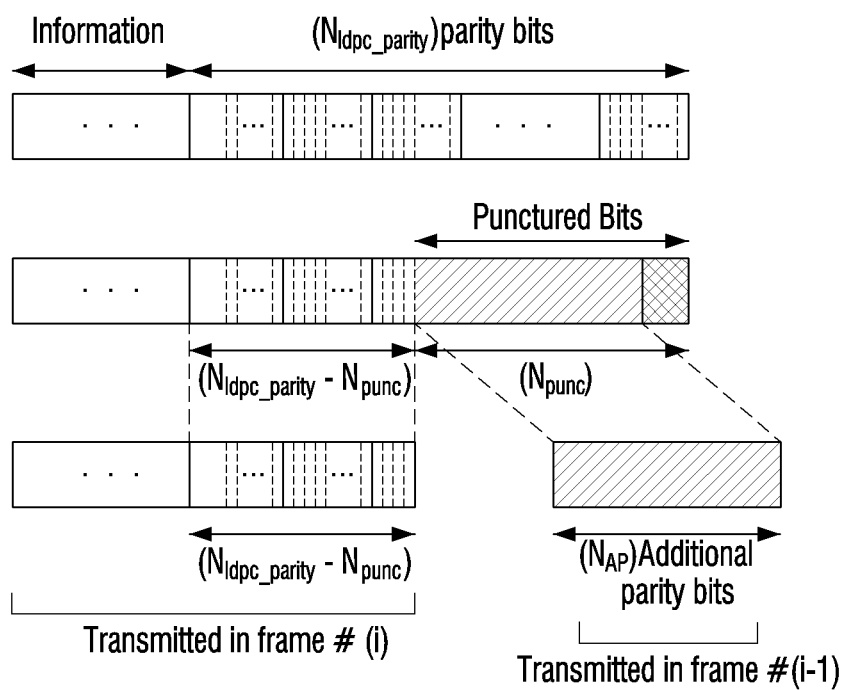 Information
(Nldpc_parity)parity bits
. . .
...
...
...
. . .
...
Punctured Bits
. . .
...
...
(Nldpc_parity - Npunc)
(Npunc)
. . .
...
...
(Nldpc_parity - Npunc)
(NAP)Additional
parity bits
Transmitted in frame # (i)
Transmitted in frame #(i-1)